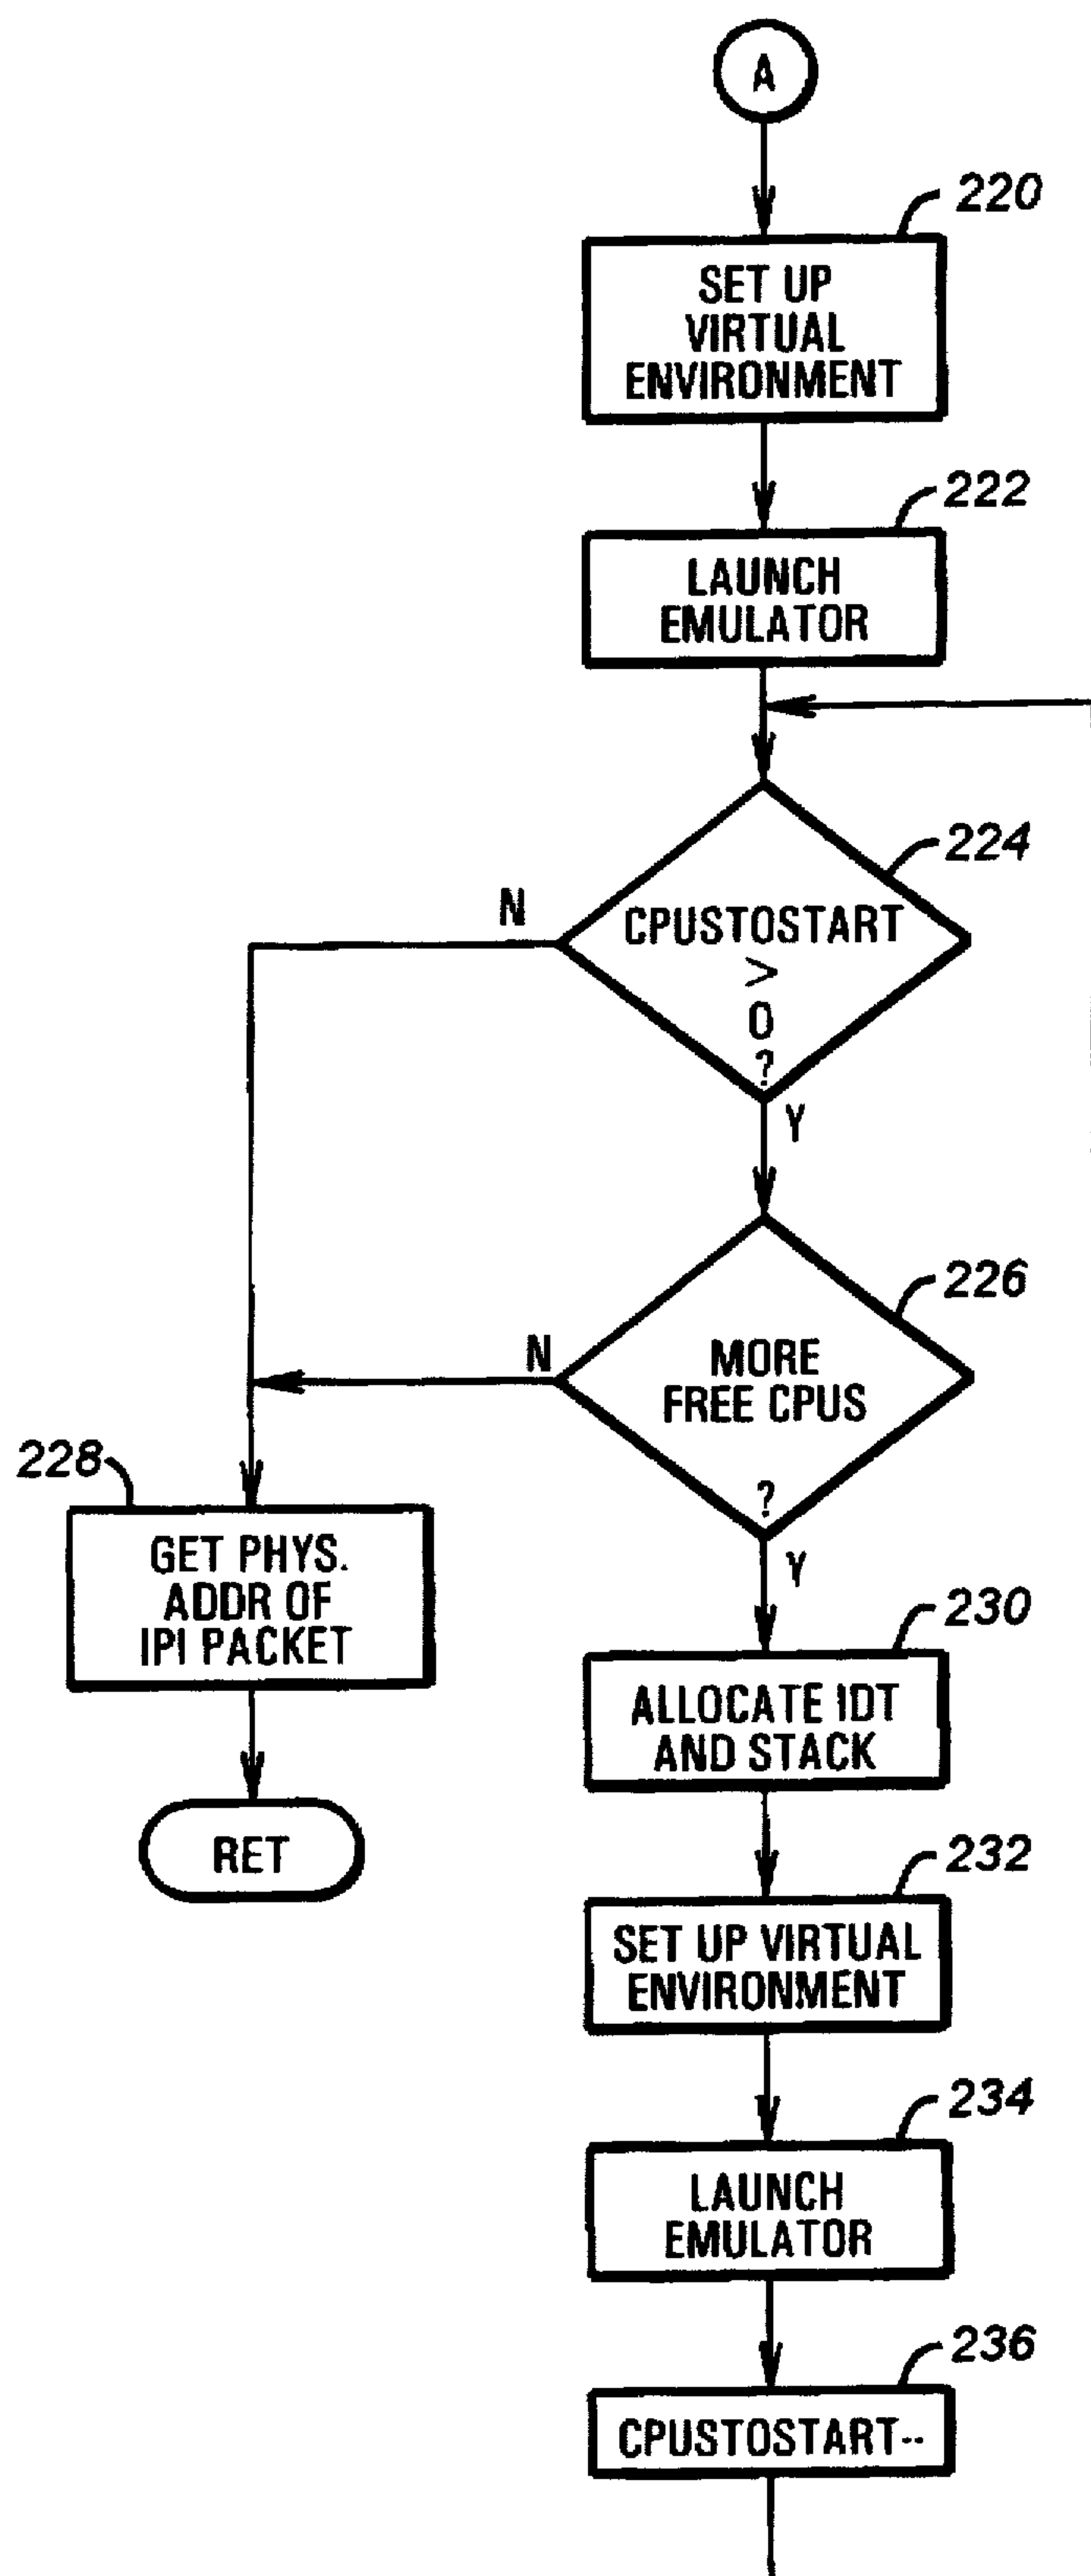 A
220
SET UP
VIRTUAL
ENVIRONMENT
222
LAUNCH
EMULATOR
224
N
CPUSTOSTART
>
0
?
Y
226
N
MORE
FREE CPUS
?
Y
228
GET PHYS.
ADDR OF
IPI PACKET
RET
230
ALLOCATE IDT
AND STACK
232
SET UP VIRTUAL
ENVIRONMENT
234
LAUNCH
EMULATOR
236
CPUSTOSTART--